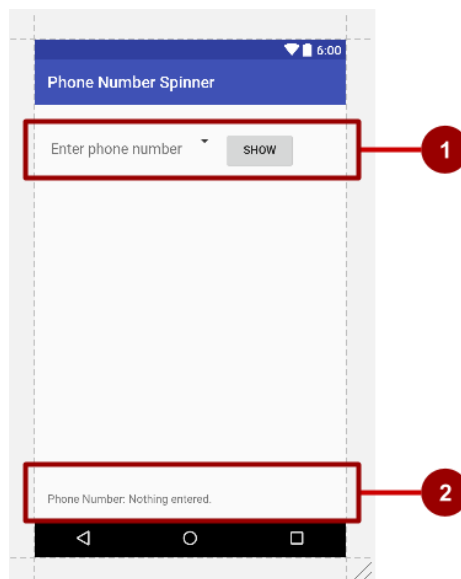 6:00
Phone Number Spinner
Enter phone number SHOW
1
Phone Number: Nothing entered.
2